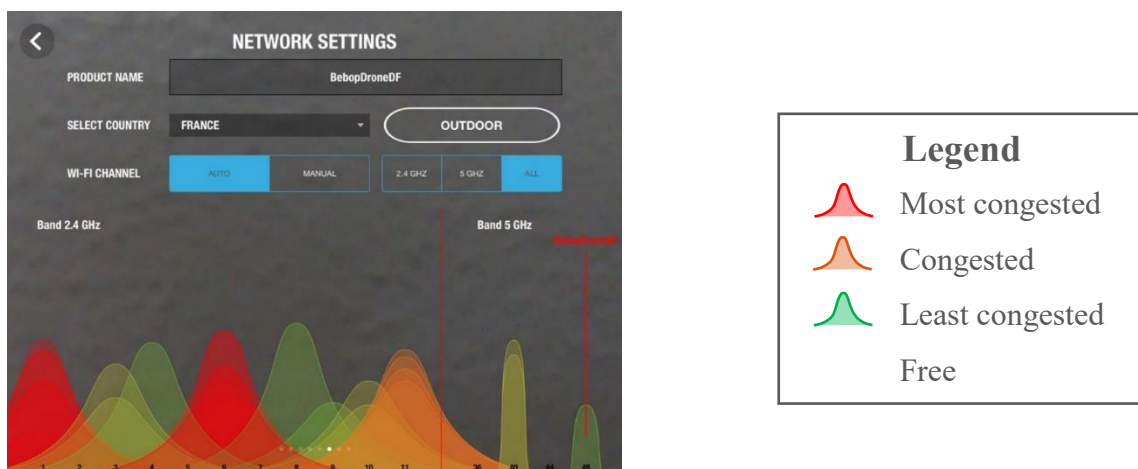 NETWORK SETTINGS
PRODUCT NAME
BebopDroneDF
SELECT COUNTRY
FRANCE
OUTDOOR
WI-FI CHANNEL
AUTO
MANUAL
2.4 GHZ
5 GHZ
ALL
Band 2.4 GHz
Band 5 GHz
BebopDroneDF
1 2 3 4 5 6 7 8 9 10 11 36 40 44 48
Legend
Most congested
Congested
Least congested
Free